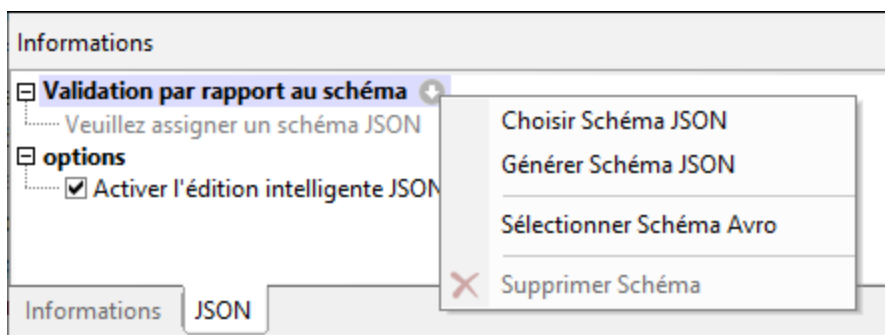 Informations
Validation par rapport au schéma
Veuillez assigner un schéma JSON
options
Activer l'édition intelligente JSON
Choisir Schéma JSON
Générer Schéma JSON
Sélectionner Schéma Avro
Supprimer Schéma
Informations
JSON